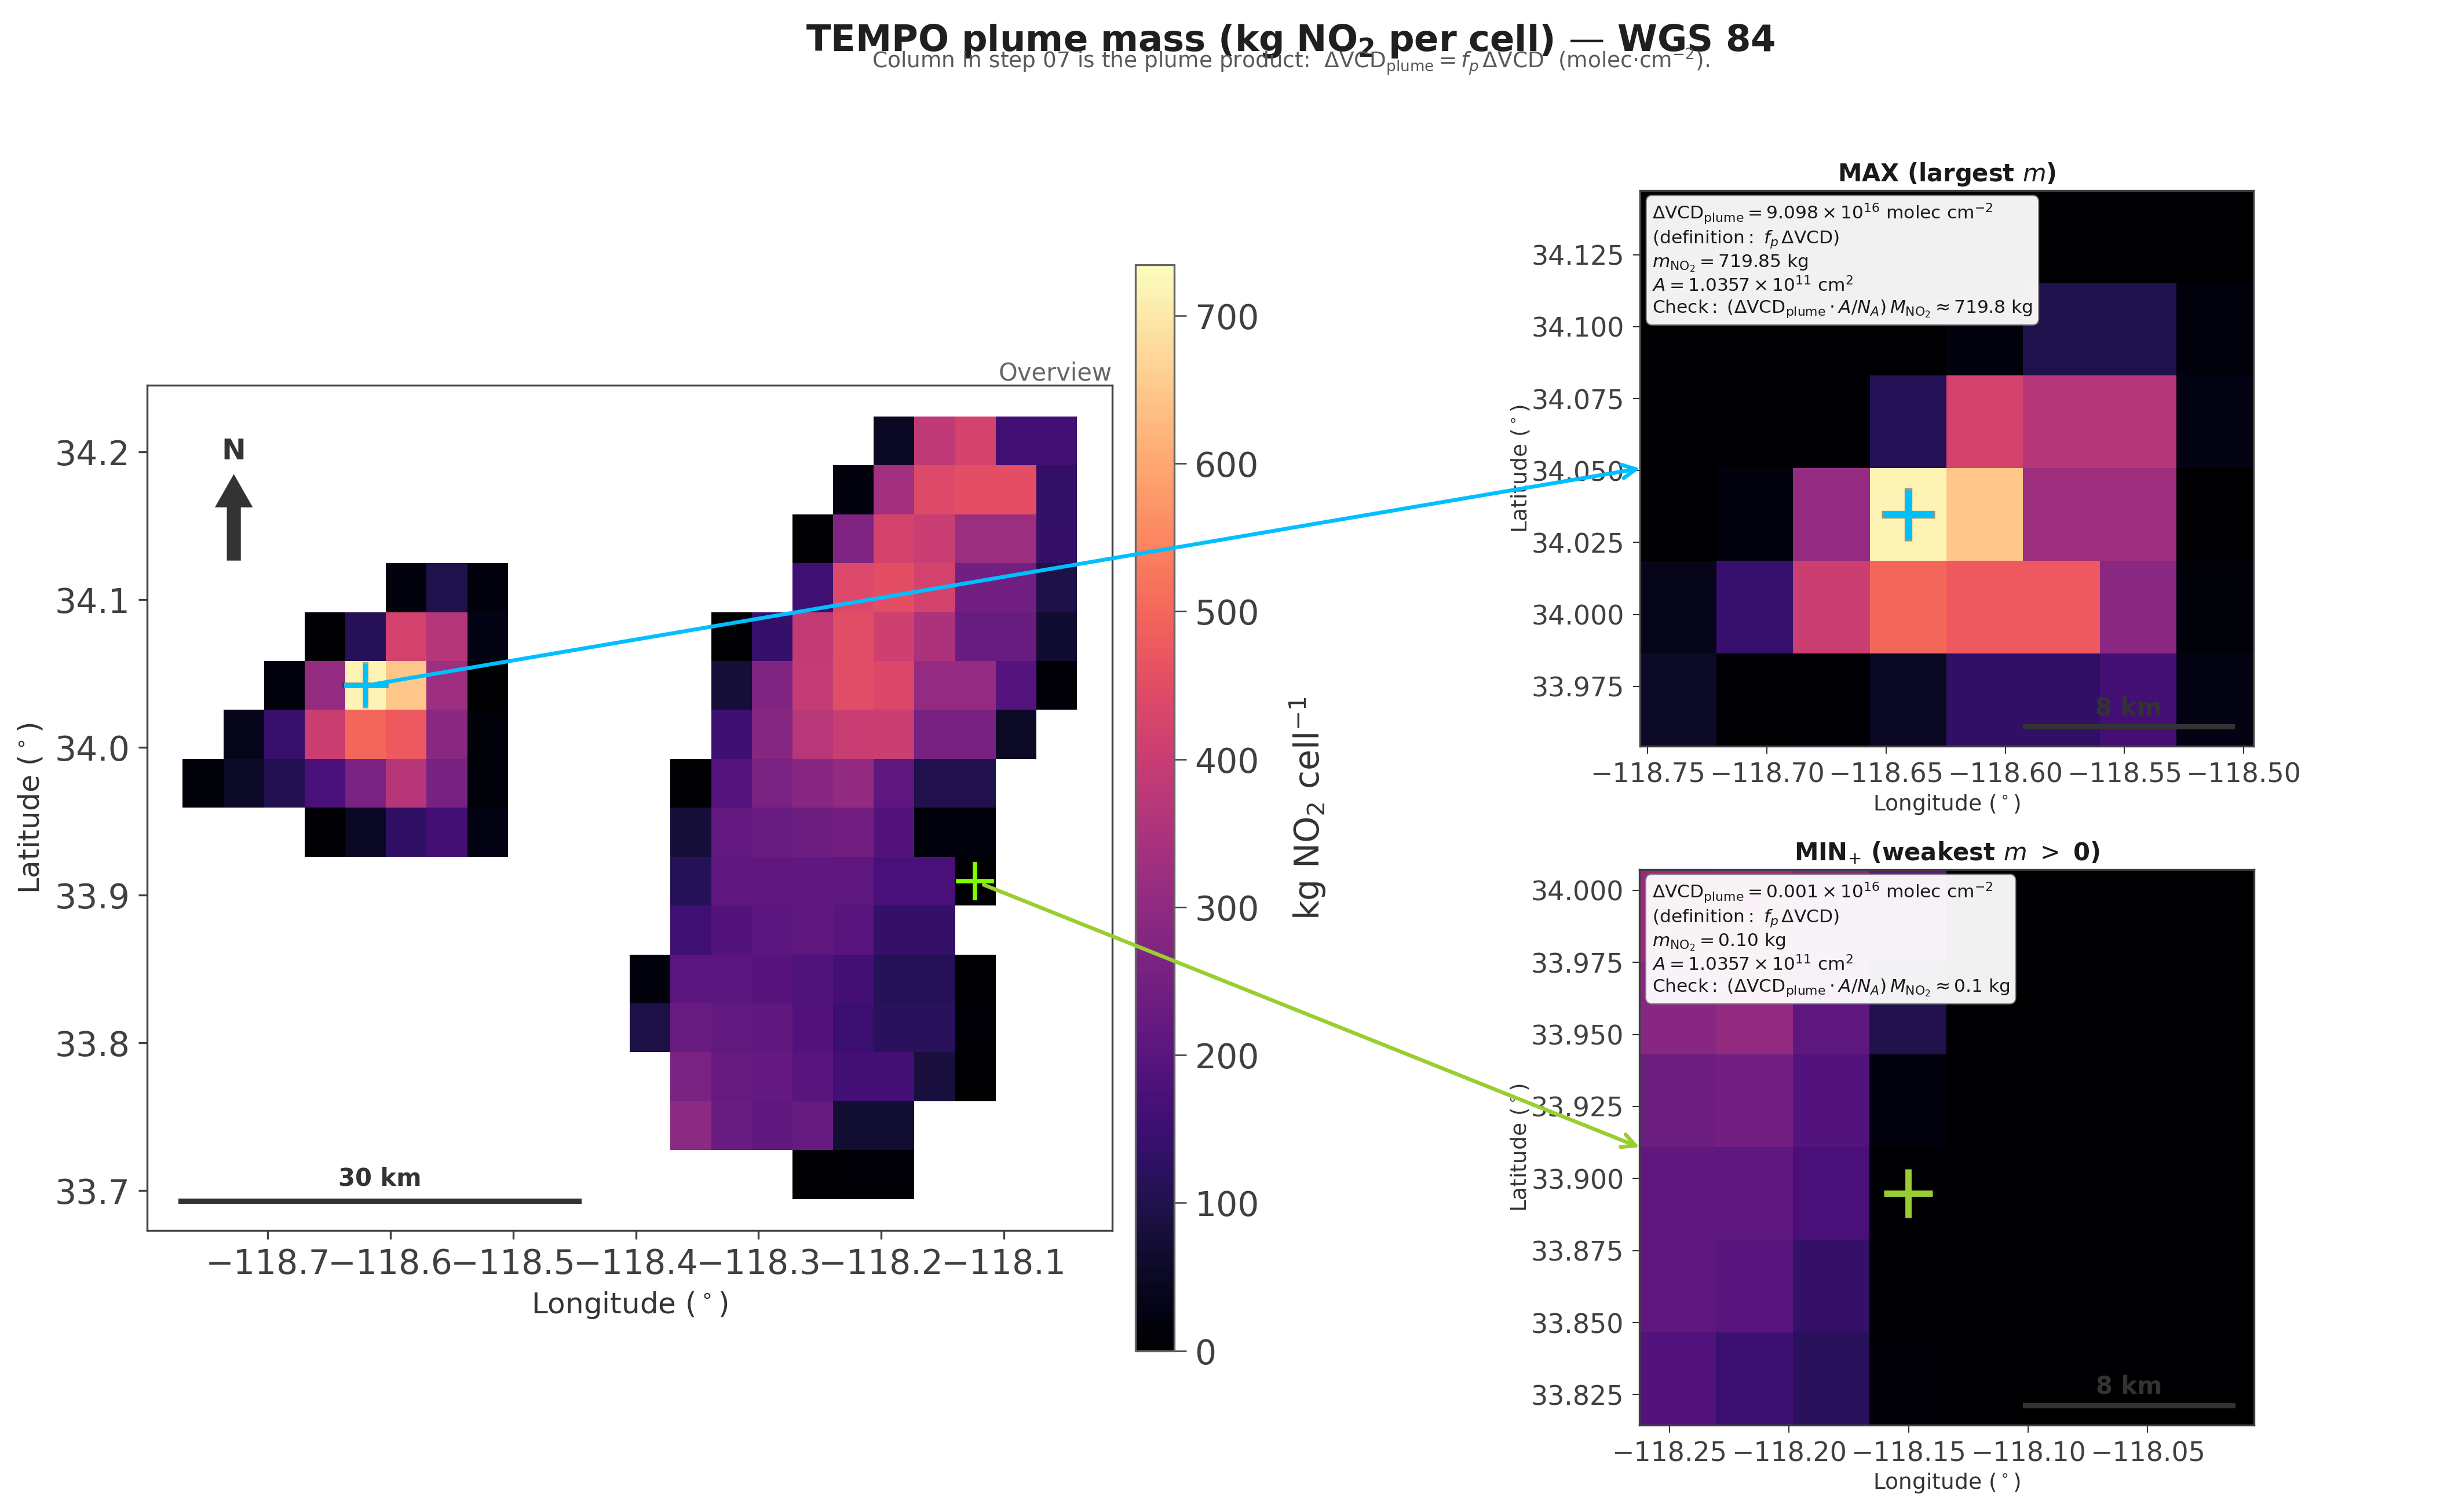 TEMPO plume mass (kg NO₂ per cell) — WGS 84
Column in step 07 is the plume product: ΔVCD_plume = f_p ΔVCD (molec·cm⁻²).
Overview
N
34.2
34.1
34.0
33.9
33.8
33.7
Latitude (°)
30 km
−118.7 −118.6 −118.5 −118.4 −118.3 −118.2 −118.1
Longitude (°)
700
600
500
400
300
200
100
0
kg NO₂ cell⁻¹
MAX (largest m)
ΔVCD_plume = 9.098 × 10¹⁶ molec cm⁻²
(definition: f_p ΔVCD)
m_NO₂ = 719.85 kg
A = 1.0357 × 10¹¹ cm²
Check: (ΔVCD_plume · A/N_A) M_NO₂ ≈ 719.8 kg
34.125
34.100
34.075
34.050
34.025
34.000
33.975
Latitude (°)
8 km
−118.75 −118.70 −118.65 −118.60 −118.55 −118.50
Longitude (°)
MIN₊ (weakest m > 0)
ΔVCD_plume = 0.001 × 10¹⁶ molec cm⁻²
(definition: f_p ΔVCD)
m_NO₂ = 0.10 kg
A = 1.0357 × 10¹¹ cm²
Check: (ΔVCD_plume · A/N_A) M_NO₂ ≈ 0.1 kg
34.000
33.975
33.950
33.925
33.900
33.875
33.850
33.825
Latitude (°)
8 km
−118.25 −118.20 −118.15 −118.10 −118.05
Longitude (°)